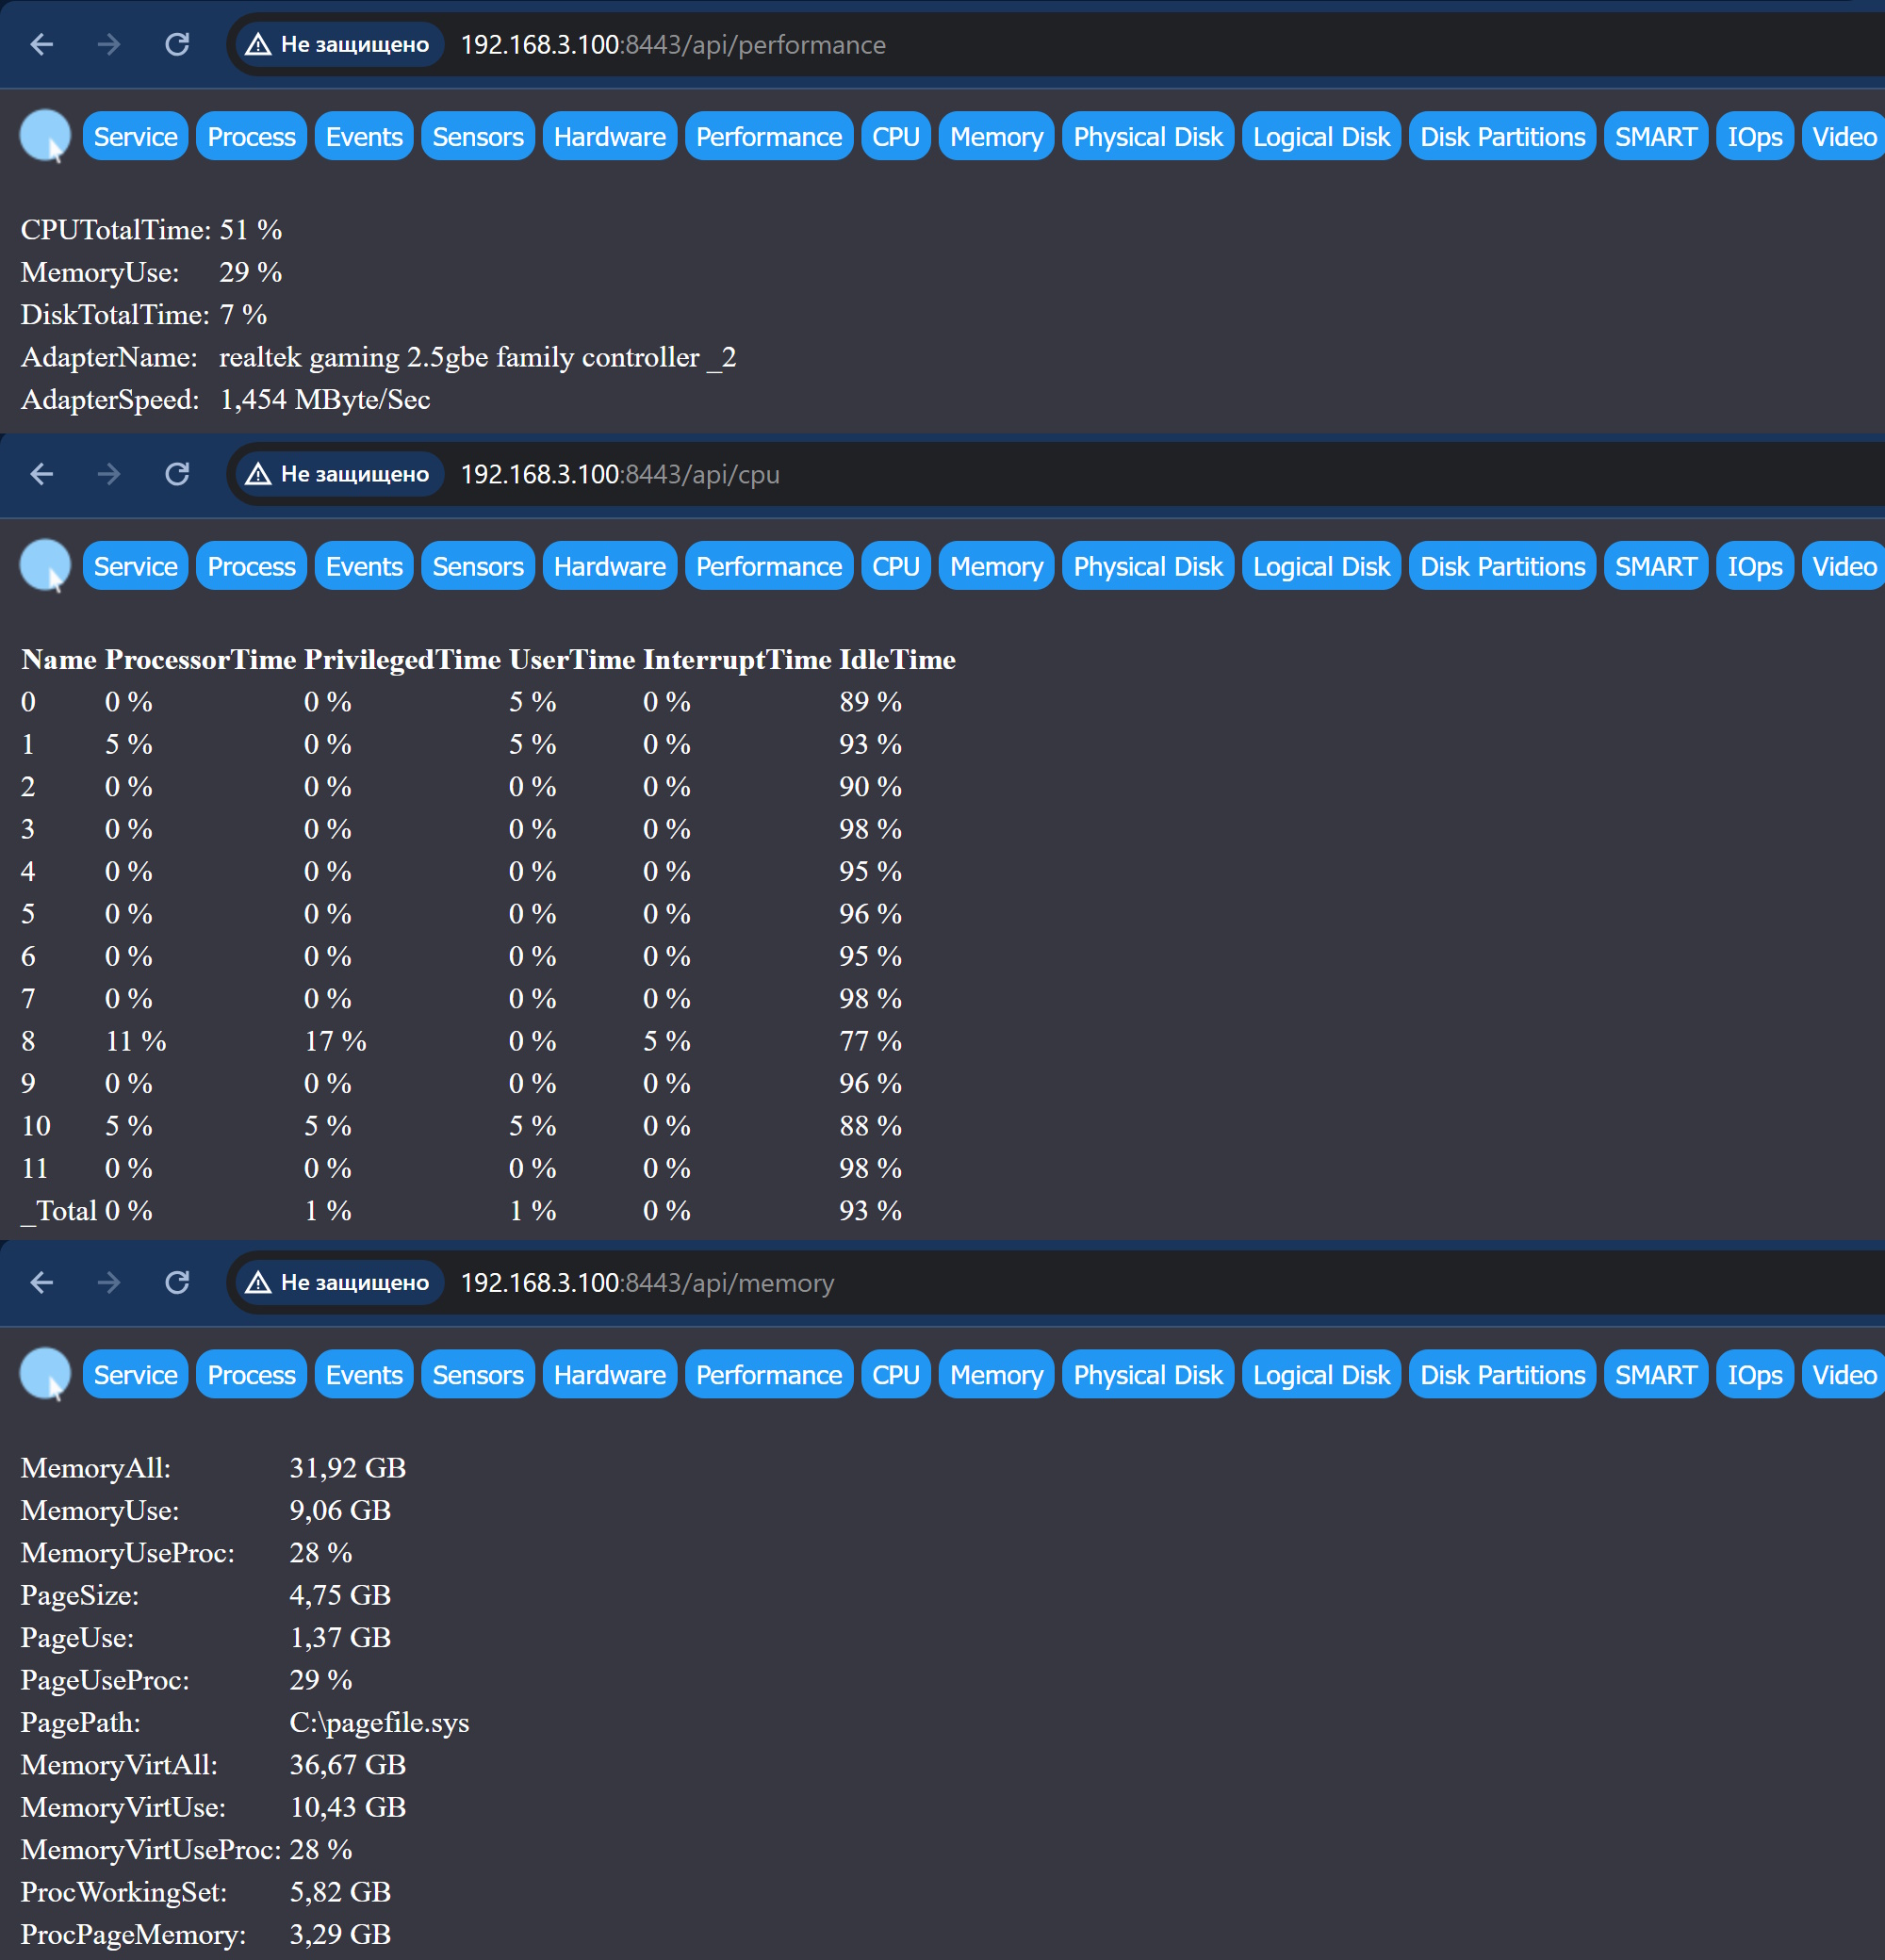 Не защищено 192.168.3.100:8443/api/performance
Service Process Events Sensors Hardware Performance CPU Memory Physical Disk Logical Disk Disk Partitions SMART IOps Video
CPUTotalTime: 51 %
MemoryUse: 29 %
DiskTotalTime: 7 %
AdapterName: realtek gaming 2.5gbe family controller _2
AdapterSpeed: 1,454 MByte/Sec
Не защищено 192.168.3.100:8443/api/cpu
Service Process Events Sensors Hardware Performance CPU Memory Physical Disk Logical Disk Disk Partitions SMART IOps Video
Name ProcessorTime PrivilegedTime UserTime InterruptTime IdleTime
0 0 % 0 % 5 % 0 % 89 %
1 5 % 0 % 5 % 0 % 93 %
2 0 % 0 % 0 % 0 % 90 %
3 0 % 0 % 0 % 0 % 98 %
4 0 % 0 % 0 % 0 % 95 %
5 0 % 0 % 0 % 0 % 96 %
6 0 % 0 % 0 % 0 % 95 %
7 0 % 0 % 0 % 0 % 98 %
8 11 % 17 % 0 % 5 % 77 %
9 0 % 0 % 0 % 0 % 96 %
10 5 % 5 % 5 % 0 % 88 %
11 0 % 0 % 0 % 0 % 98 %
_Total 0 % 1 % 1 % 0 % 93 %
Не защищено 192.168.3.100:8443/api/memory
Service Process Events Sensors Hardware Performance CPU Memory Physical Disk Logical Disk Disk Partitions SMART IOps Video
MemoryAll: 31,92 GB
MemoryUse: 9,06 GB
MemoryUseProc: 28 %
PageSize: 4,75 GB
PageUse: 1,37 GB
PageUseProc: 29 %
PagePath: C:\pagefile.sys
MemoryVirtAll: 36,67 GB
MemoryVirtUse: 10,43 GB
MemoryVirtUseProc: 28 %
ProcWorkingSet: 5,82 GB
ProcPageMemory: 3,29 GB